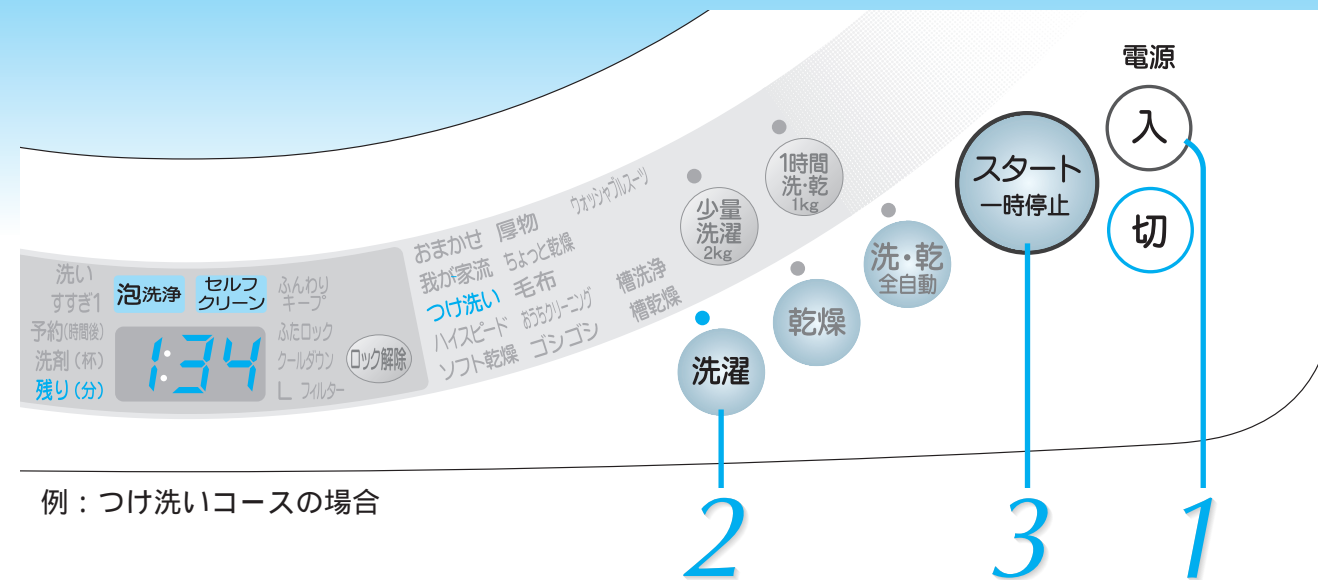 電源
入
切
スタート
一時停止
1時間
洗・乾
1kg
少量
洗濯
2kg
洗・乾
全自動
乾燥
洗濯
おまかせ 厚物 ウォッシャブルスーツ
我が家流 ちょっと乾燥
つけ洗い 毛布 槽洗浄
ハイスピード おうちクリーニング 槽乾燥
ソフト乾燥 ゴシゴシ
洗い
すすぎ1
予約(時間後)
洗剤(杯)
残り(分)
泡洗浄
セルフ
クリーン
1:34
ふんわり
キープ
ふたロック
クールダウン
L フィルター
ロック解除
例：つけ洗いコースの場合
2
3
1